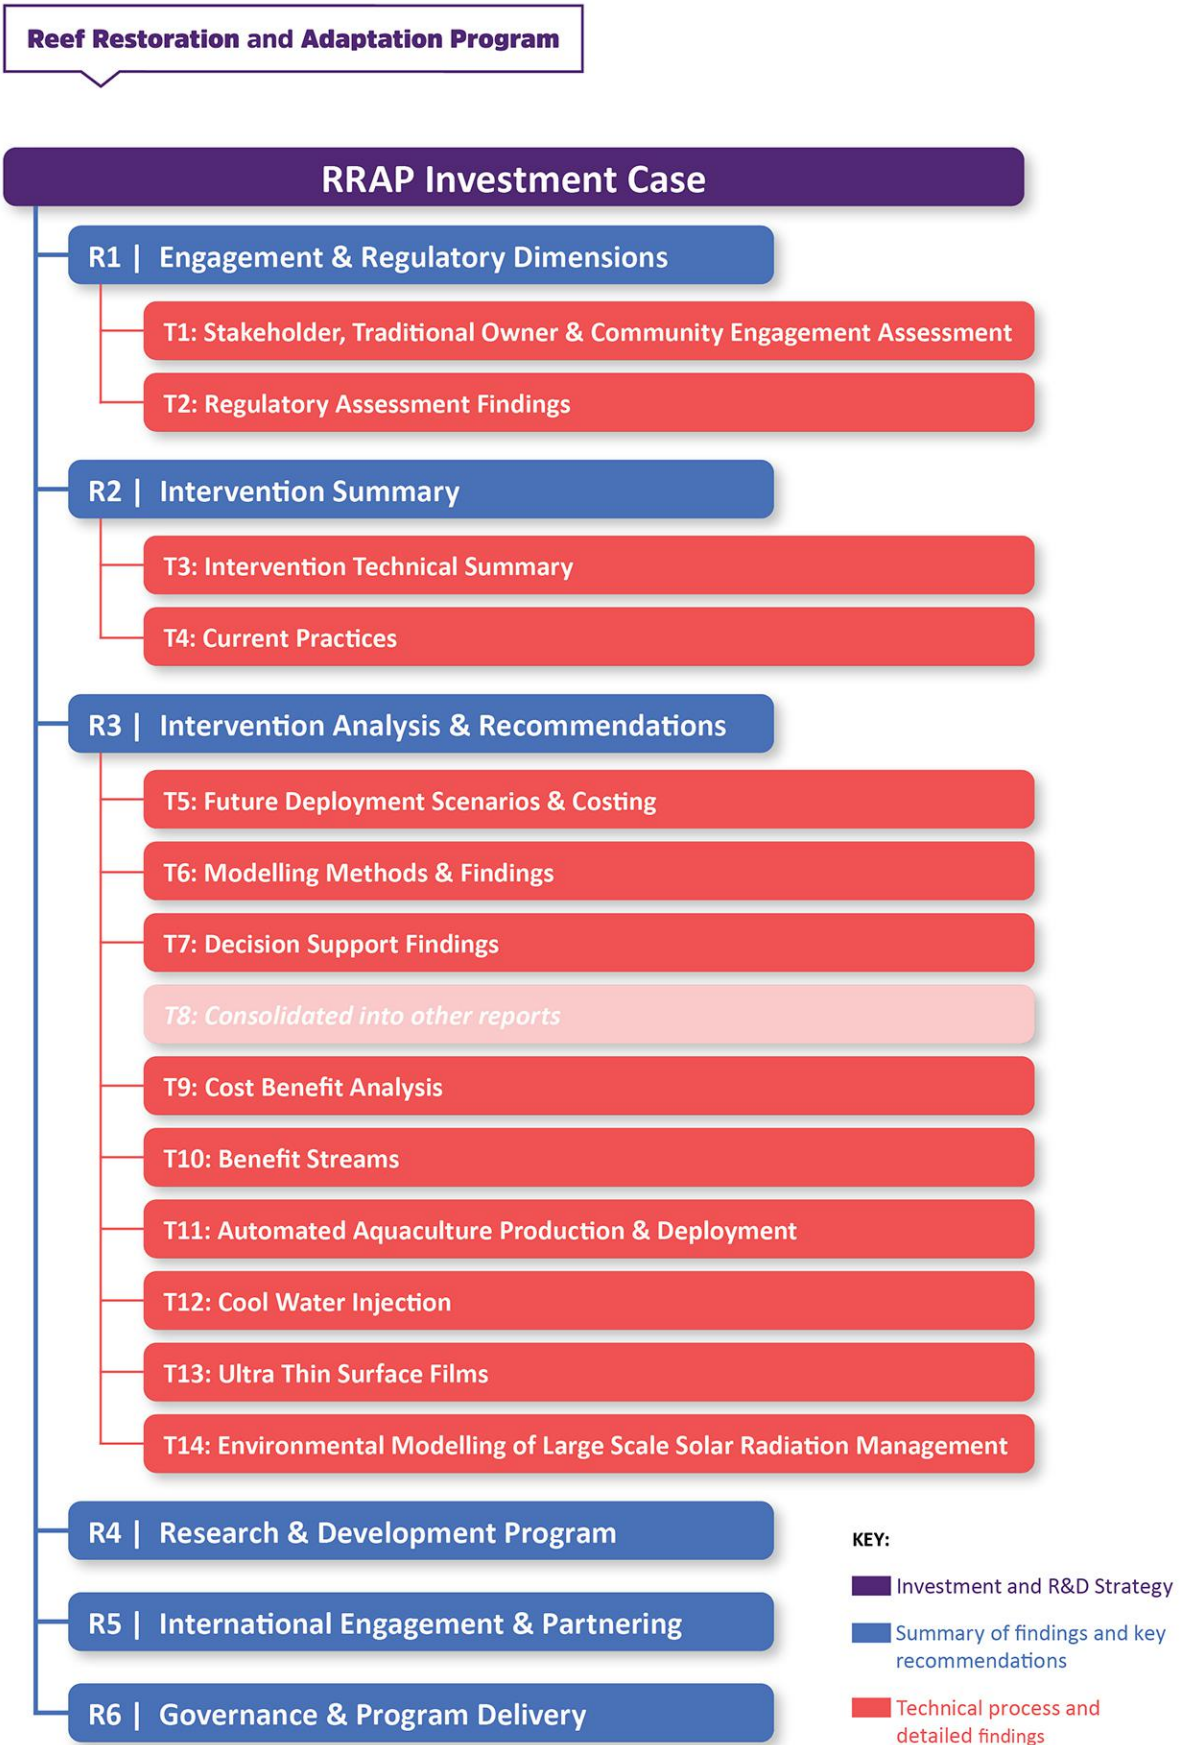 Reef Restoration and Adaptation Program
RRAP Investment Case
R1 | Engagement & Regulatory Dimensions
T1: Stakeholder, Traditional Owner & Community Engagement Assessment
T2: Regulatory Assessment Findings
R2 | Intervention Summary
T3: Intervention Technical Summary
T4: Current Practices
R3 | Intervention Analysis & Recommendations
T5: Future Deployment Scenarios & Costing
T6: Modelling Methods & Findings
T7: Decision Support Findings
T8: Consolidated into other reports
T9: Cost Benefit Analysis
T10: Benefit Streams
T11: Automated Aquaculture Production & Deployment
T12: Cool Water Injection
T13: Ultra Thin Surface Films
T14: Environmental Modelling of Large Scale Solar Radiation Management
R4 | Research & Development Program
R5 | International Engagement & Partnering
R6 | Governance & Program Delivery
KEY:
Investment and R&D Strategy
Summary of findings and key
recommendations
Technical process and
detailed findings